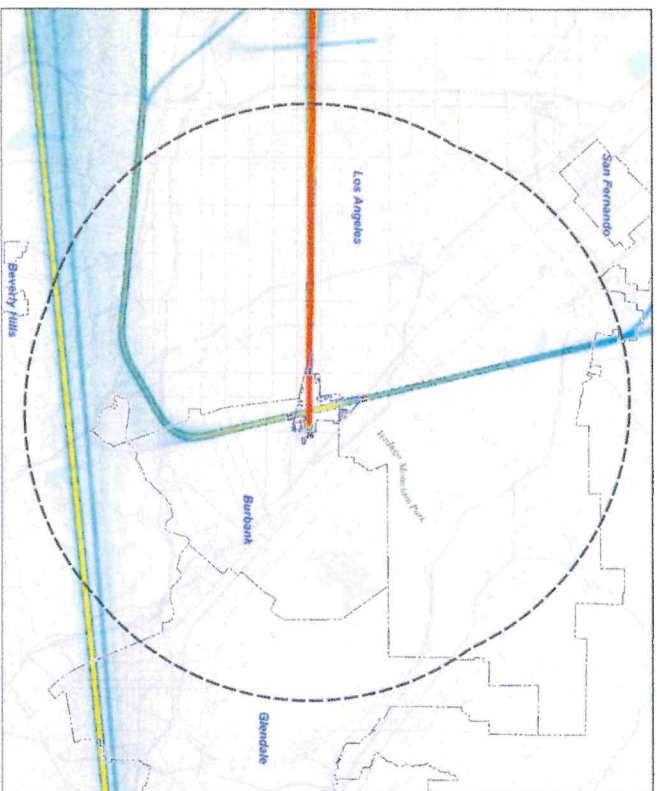 San Fernando
Los Angeles
Beverly Hills
Verdugo Mountain Park
Burbank
Glendale